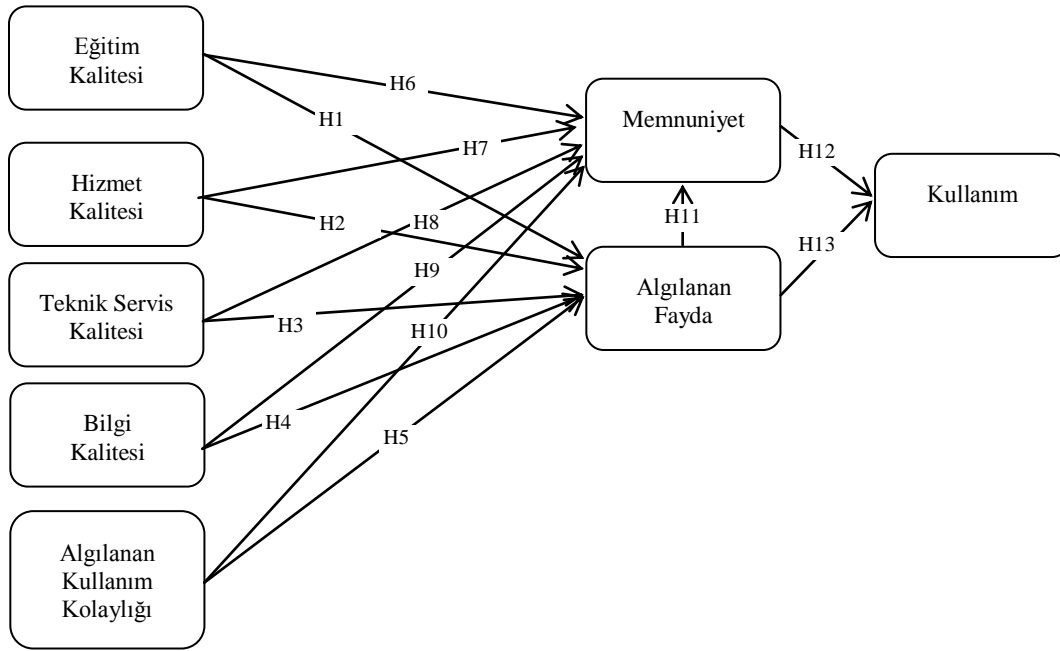 Eğitim
Kalitesi
H6
H1
Memnuniyet
H12
H7
Hizmet
Kalitesi
Kullanım
H2
H8
H11
H13
H9
Teknik Servis
Kalitesi
H3
Algılanan
Fayda
H10
Bilgi
Kalitesi
H4
H5
Algılanan
Kullanım
Kolaylığı